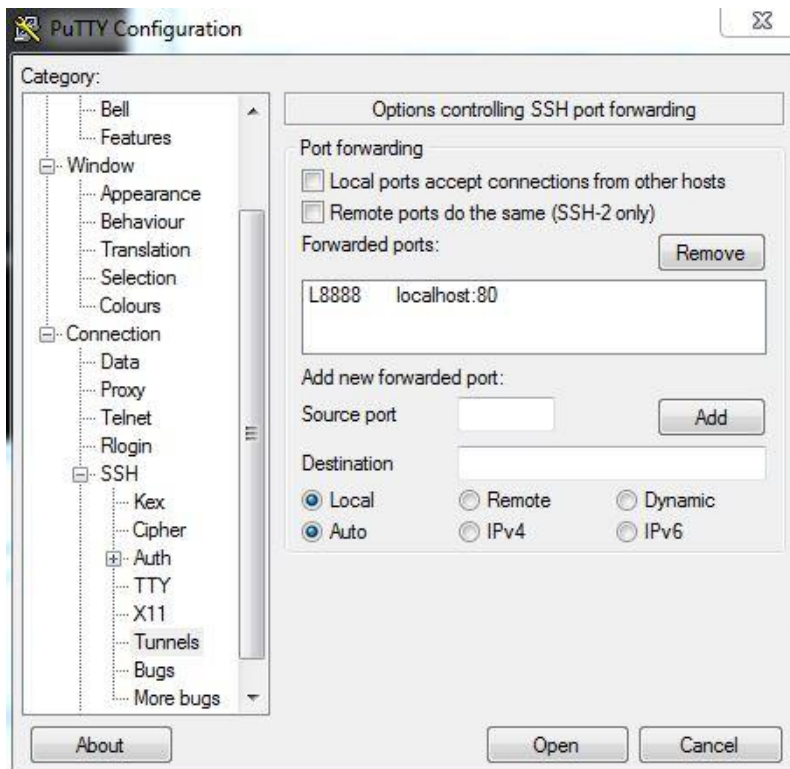 PuTTY Configuration
Category:
Bell
Features
Window
Appearance
Behaviour
Translation
Selection
Colours
Connection
Data
Proxy
Telnet
Rlogin
SSH
Kex
Cipher
Auth
TTY
X11
Tunnels
Bugs
More bugs
Options controlling SSH port forwarding
Port forwarding
Local ports accept connections from other hosts
Remote ports do the same (SSH-2 only)
Forwarded ports:
Remove
L8888 localhost:80
Add new forwarded port:
Source port
Add
Destination
Local Remote Dynamic
Auto IPv4 IPv6
About
Open
Cancel